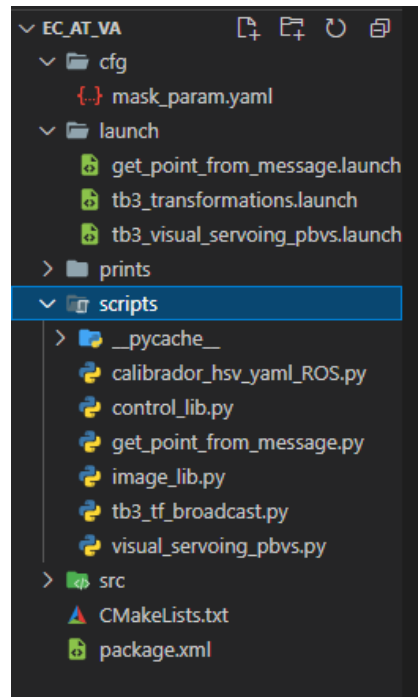 EC_AT_VA
cfg
mask_param.yaml
launch
get_point_from_message.launch
tb3_transformations.launch
tb3_visual_servoing_pbvs.launch
prints
scripts
__pycache__
calibrador_hsv_yaml_ROS.py
control_lib.py
get_point_from_message.py
image_lib.py
tb3_tf_broadcast.py
visual_servoing_pbvs.py
src
CMakeLists.txt
package.xml